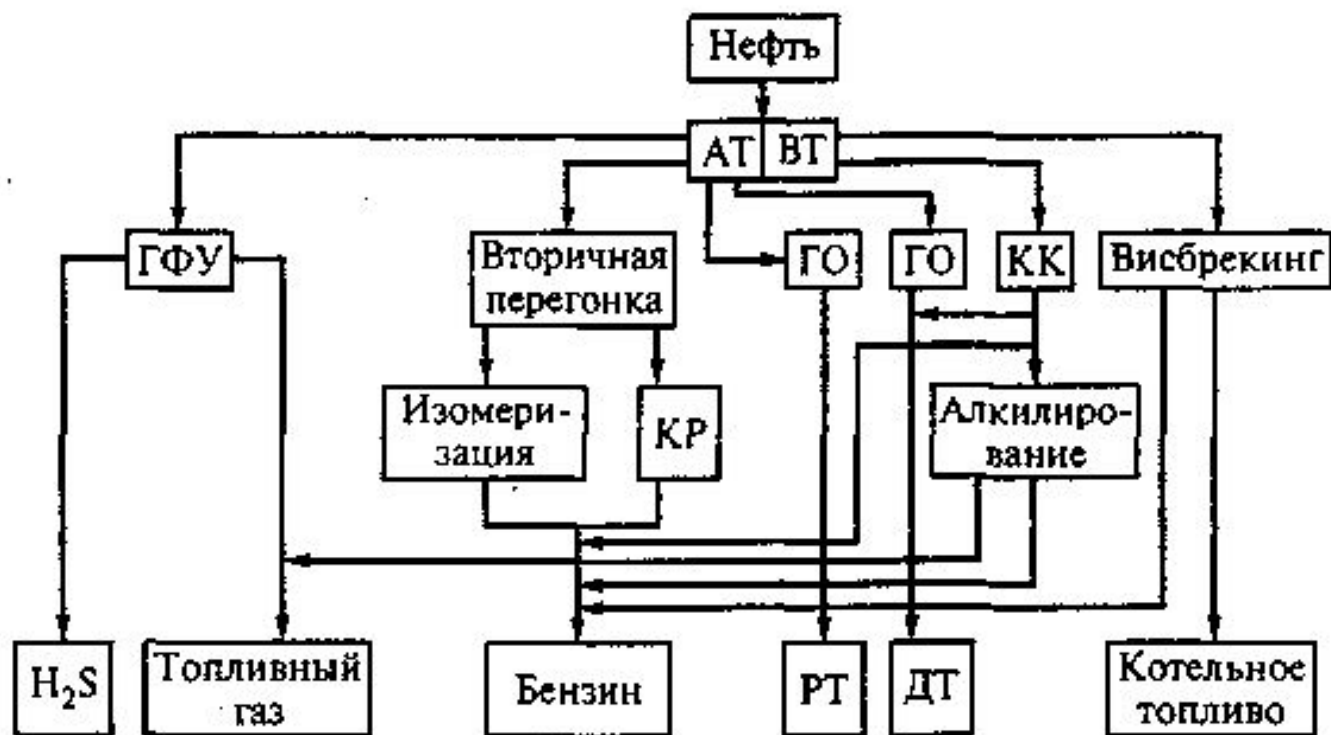 Нефть
АТ ВТ
ГФУ
Вторичная
перегонка
ГО
ГО
КК
Висбрекинг
Изомери-
зация
КР
Алкилиро-
вание
H₂S
Топливный
газ
Бензин
РТ
ДТ
Котельное
топливо